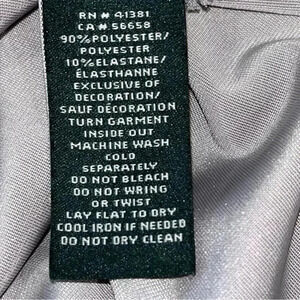 RN # 41381
CA # 56658
90% POLYESTER/
POLYESTER
10% ELASTANE/
ÉLASTHANNE
EXCLUSIVE OF
DECORATION/
SAUF DÉCORATION
TURN GARMENT
INSIDE OUT
MACHINE WASH
COLD
SEPARATELY
DO NOT BLEACH
DO NOT WRING
OR TWIST
LAY FLAT TO DRY
COOL IRON IF NEEDED
DO NOT DRY CLEAN